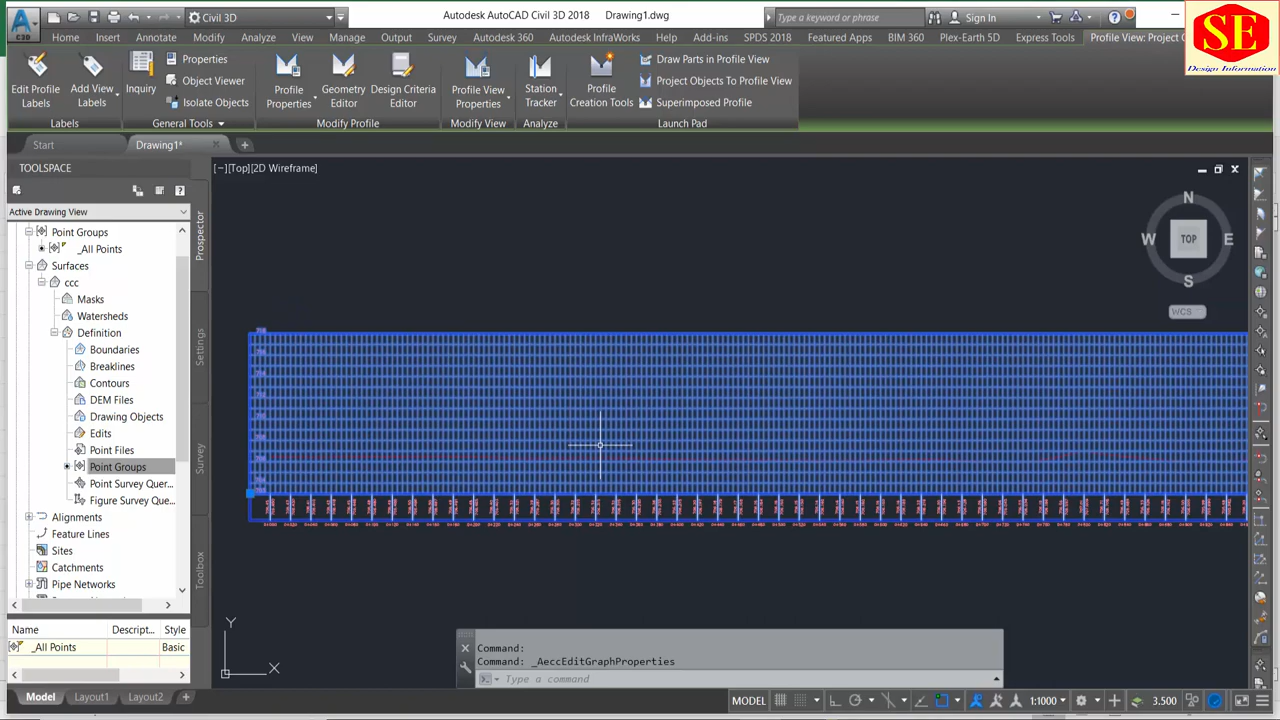 Civil 3D
Autodesk AutoCAD Civil 3D 2018 Drawing1.dwg
Type a keyword or phrase
Sign In
SE
Design Information
C3D
Home Insert Annotate Modify Analyze View Manage Output Survey Autodesk 360 Autodesk InfraWorks Help Add-ins SPDS 2018 Featured Apps BIM 360 Plex-Earth 5D Express Tools Profile View: Project C
Edit Profile Labels
Add View Labels
Labels
Inquiry
Properties
Object Viewer
Isolate Objects
General Tools
Profile Properties
Geometry Editor
Design Criteria Editor
Modify Profile
Profile View Properties
Modify View
Station Tracker
Analyze
Profile Creation Tools
Draw Parts in Profile View
Project Objects To Profile View
Superimposed Profile
Launch Pad
Start
Drawing1*
TOOLSPACE
Active Drawing View
Point Groups
_All Points
Surfaces
ccc
Masks
Watersheds
Definition
Boundaries
Breaklines
Contours
DEM Files
Drawing Objects
Edits
Point Files
Point Groups
Point Survey Quer...
Figure Survey Que...
Alignments
Feature Lines
Sites
Catchments
Pipe Networks
Prospector
Settings
Survey
Toolbox
Name Descript... Style
_All Points Basic
[−][Top][2D Wireframe]
N
W TOP E
S
WCS
Y
X
Command:
Command: _AeccEditGraphProperties
Type a command
Model Layout1 Layout2
MODEL
1:1000
3.500